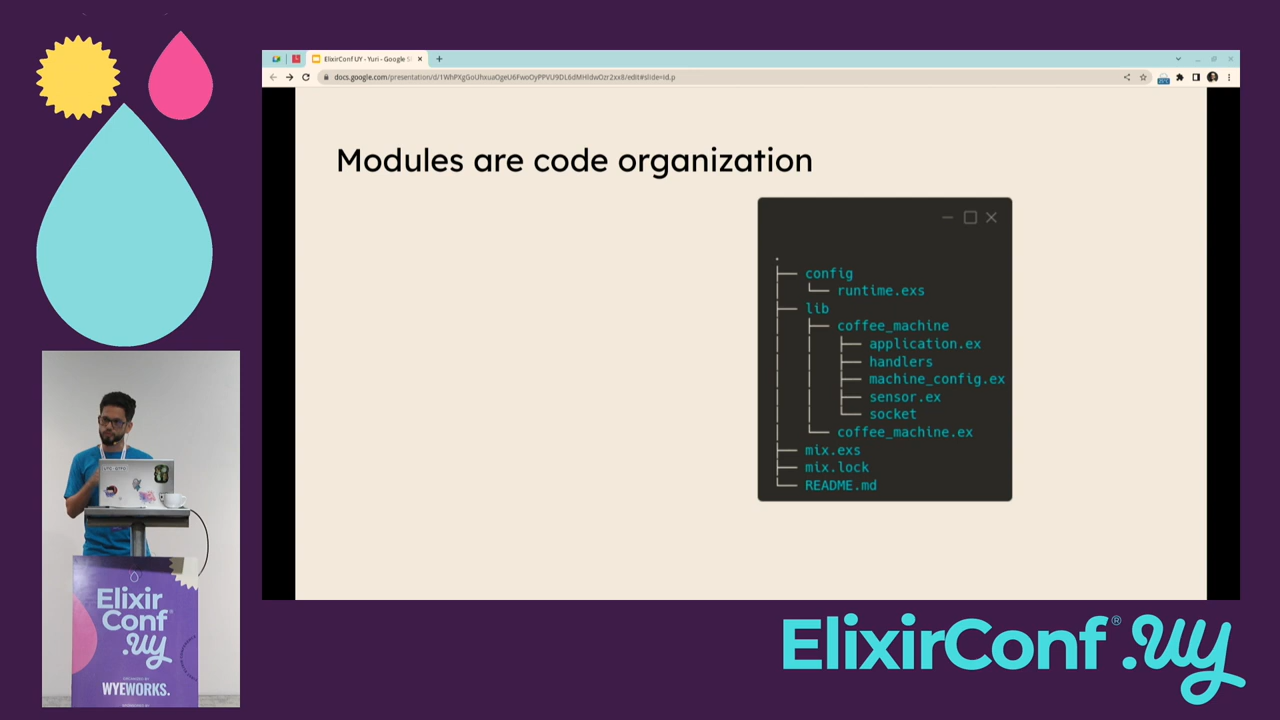 ElixirConf UY - Yuri - Google Sl
docs.google.com/presentation/d/1WhPXgGoUhxuaOgeU6FwoOyPPVU9DL6dMHIdwOzr2xx8/edit#slide=id.p
Modules are code organization
.
├── config
│   └── runtime.exs
├── lib
│   ├── coffee_machine
│   │   ├── application.ex
│   │   ├── handlers
│   │   ├── machine_config.ex
│   │   ├── sensor.ex
│   │   └── socket
│   └── coffee_machine.ex
├── mix.exs
├── mix.lock
└── README.md
Elixir
Conf®
.uy
WYEWORKS.
ElixirConf®.uy